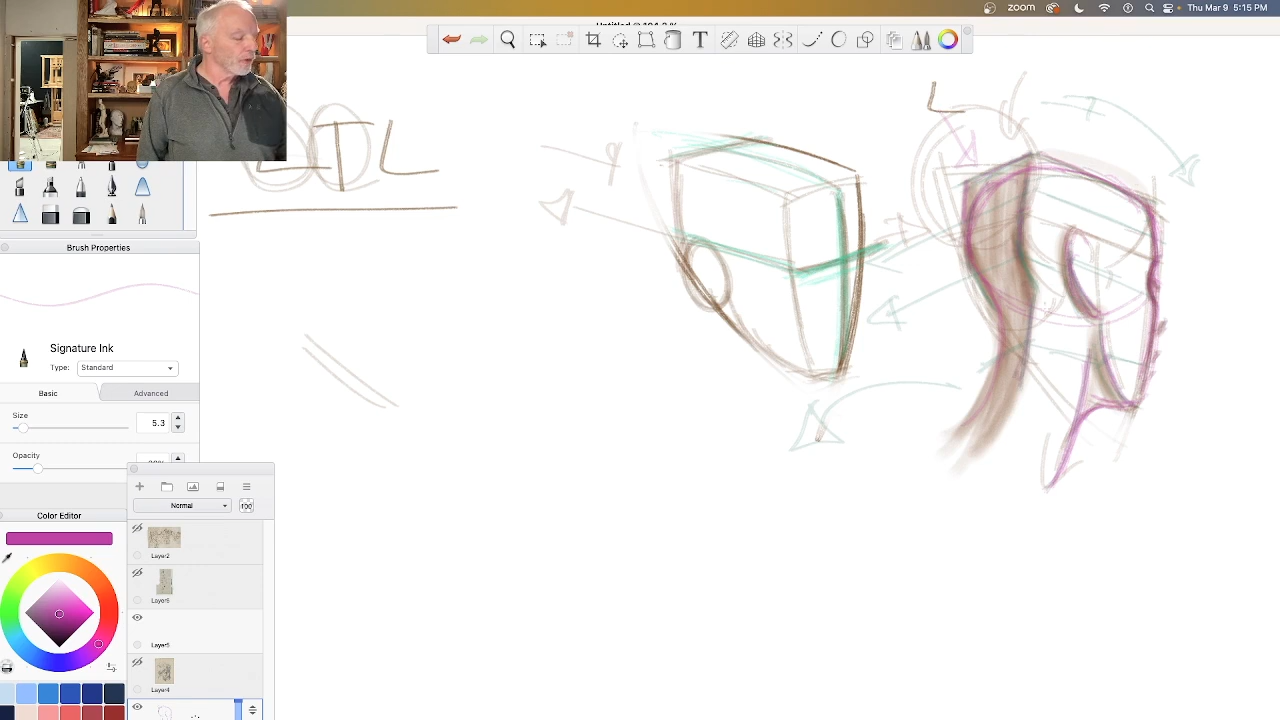 zoom
Thu Mar 9 5:15 PM
T
Brush Properties
Signature Ink
Type: Standard
Basic
Advanced
Size
5.3
Opacity
Color Editor
Normal
Layer2
Layer6
Layer5
Layer4
L